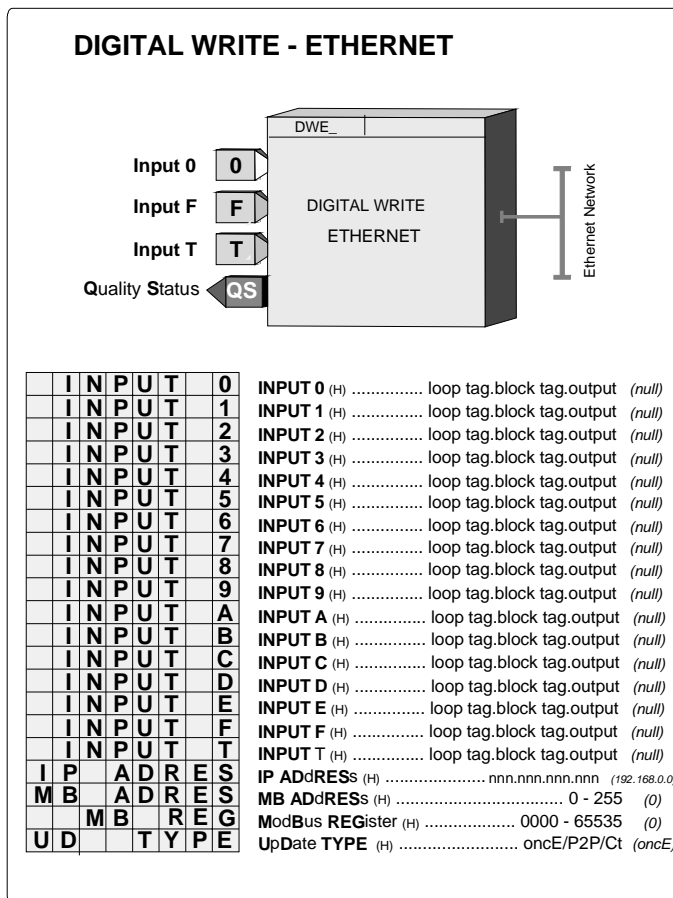 DIGITAL WRITE - ETHERNET
DWE_
Input 0 0
Input F F
Input T T
Quality Status QS
DIGITAL WRITE
ETHERNET
Ethernet Network
INPUT 0 INPUT 0 (H) ............... loop tag.block tag.output (null)
INPUT 1 INPUT 1 (H) ............... loop tag.block tag.output (null)
INPUT 2 INPUT 2 (H) ............... loop tag.block tag.output (null)
INPUT 3 INPUT 3 (H) ............... loop tag.block tag.output (null)
INPUT 4 INPUT 4 (H) ............... loop tag.block tag.output (null)
INPUT 5 INPUT 5 (H) ............... loop tag.block tag.output (null)
INPUT 6 INPUT 6 (H) ............... loop tag.block tag.output (null)
INPUT 7 INPUT 7 (H) ............... loop tag.block tag.output (null)
INPUT 8 INPUT 8 (H) ............... loop tag.block tag.output (null)
INPUT 9 INPUT 9 (H) ............... loop tag.block tag.output (null)
INPUT A INPUT A (H) ............... loop tag.block tag.output (null)
INPUT B INPUT B (H) ............... loop tag.block tag.output (null)
INPUT C INPUT C (H) ............... loop tag.block tag.output (null)
INPUT D INPUT D (H) ............... loop tag.block tag.output (null)
INPUT E INPUT E (H) ............... loop tag.block tag.output (null)
INPUT F INPUT F (H) ............... loop tag.block tag.output (null)
INPUT T INPUT T (H) ............... loop tag.block tag.output (null)
IP ADRES IP ADdRESs (H) ..................... nnn.nnn.nnn.nnn (192.168.0.0)
MB ADRES MB ADdRESs (H) .................................. 0 - 255 (0)
MB REG ModBus REGister (H) ................... 0000 - 65535 (0)
UD TYPE UpDate TYPE (H) ......................... oncE/P2P/Ct (oncE)